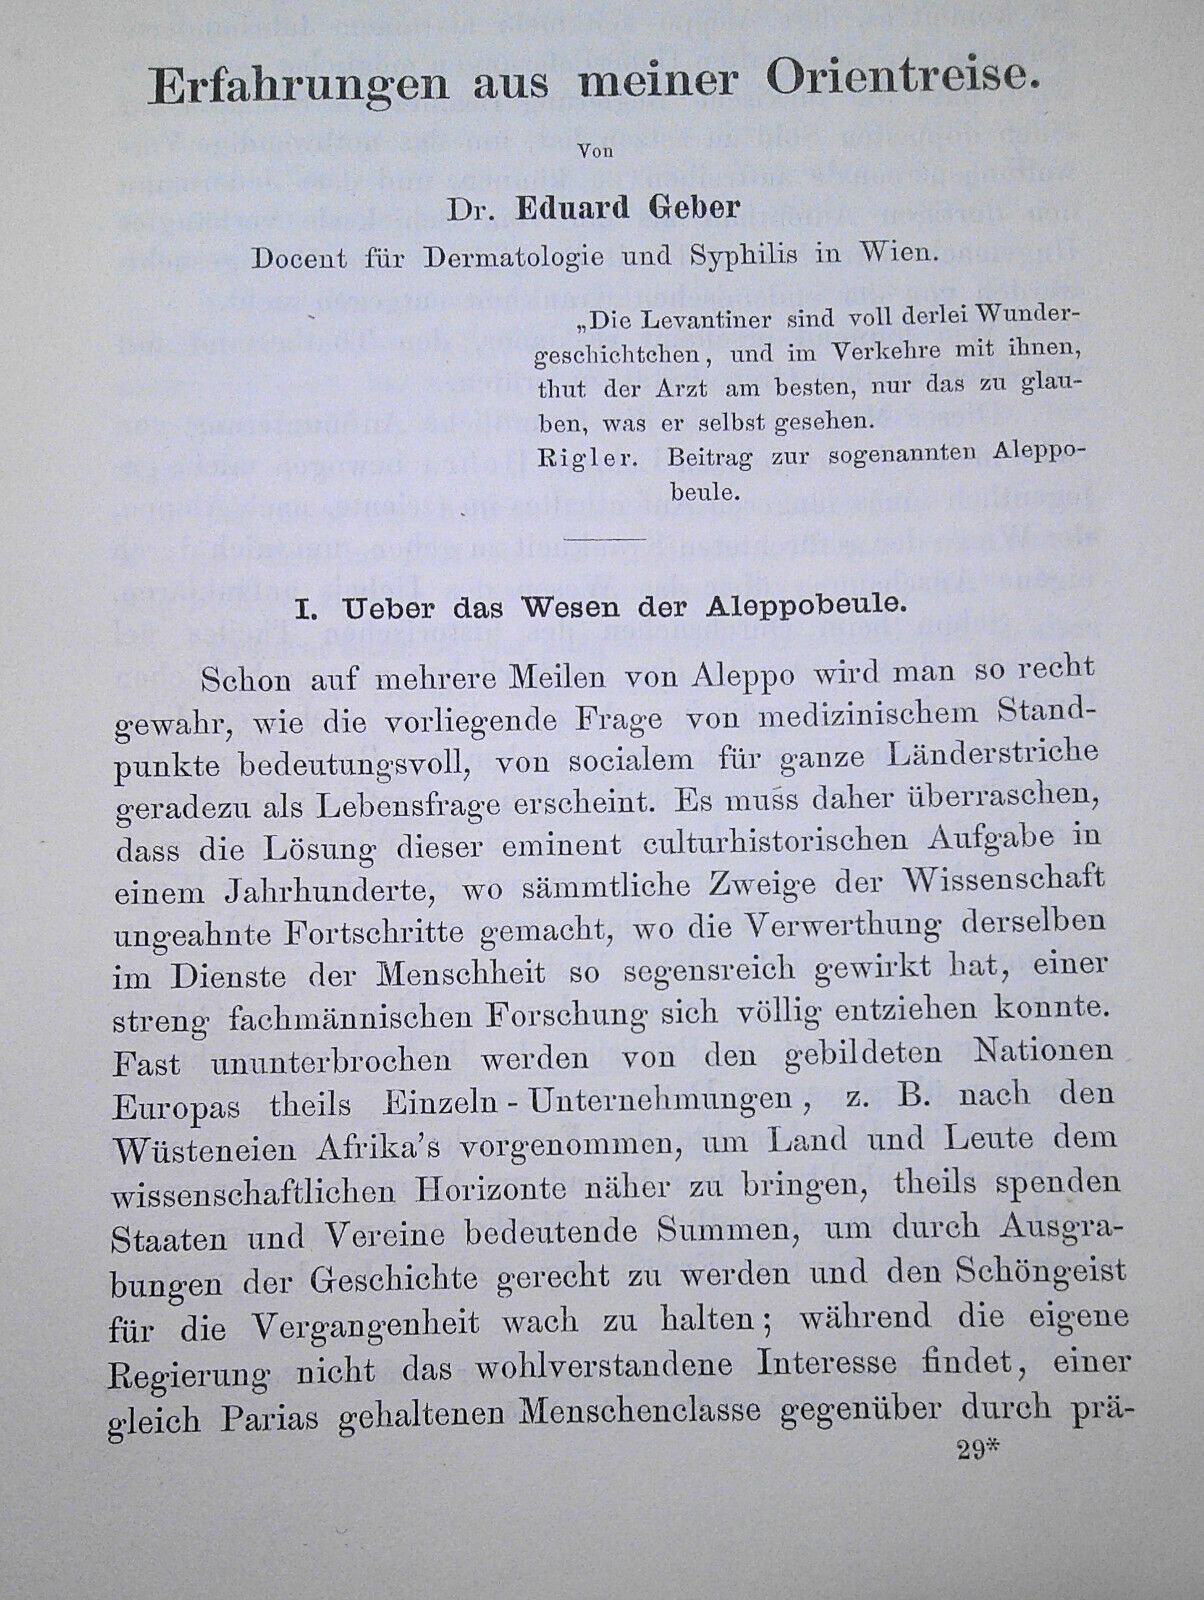 Erfahrungen aus meiner Orientreise.
Von
Dr. Eduard Geber
Docent für Dermatologie und Syphilis in Wien.
„Die Levantiner sind voll derlei Wunder-
geschichtchen, und im Verkehre mit ihnen,
thut der Arzt am besten, nur das zu glau-
ben, was er selbst gesehen.
Rigler. Beitrag zur sogenannten Aleppo-
beule.
I. Ueber das Wesen der Aleppobeule.
Schon auf mehrere Meilen von Aleppo wird man so recht
gewahr, wie die vorliegende Frage von medizinischem Stand-
punkte bedeutungsvoll, von socialem für ganze Länderstriche
geradezu als Lebensfrage erscheint. Es muss daher überraschen,
dass die Lösung dieser eminent culturhistorischen Aufgabe in
einem Jahrhunderte, wo sämmtliche Zweige der Wissenschaft
ungeahnte Fortschritte gemacht, wo die Verwerthung derselben
im Dienste der Menschheit so segensreich gewirkt hat, einer
streng fachmännischen Forschung sich völlig entziehen konnte.
Fast ununterbrochen werden von den gebildeten Nationen
Europas theils Einzeln-Unternehmungen, z. B. nach den
Wüsteneien Afrika's vorgenommen, um Land und Leute dem
wissenschaftlichen Horizonte näher zu bringen, theils spenden
Staaten und Vereine bedeutende Summen, um durch Ausgra-
bungen der Geschichte gerecht zu werden und den Schöngeist
für die Vergangenheit wach zu halten; während die eigene
Regierung nicht das wohlverstandene Interesse findet, einer
gleich Parias gehaltenen Menschenclasse gegenüber durch prä-
29*